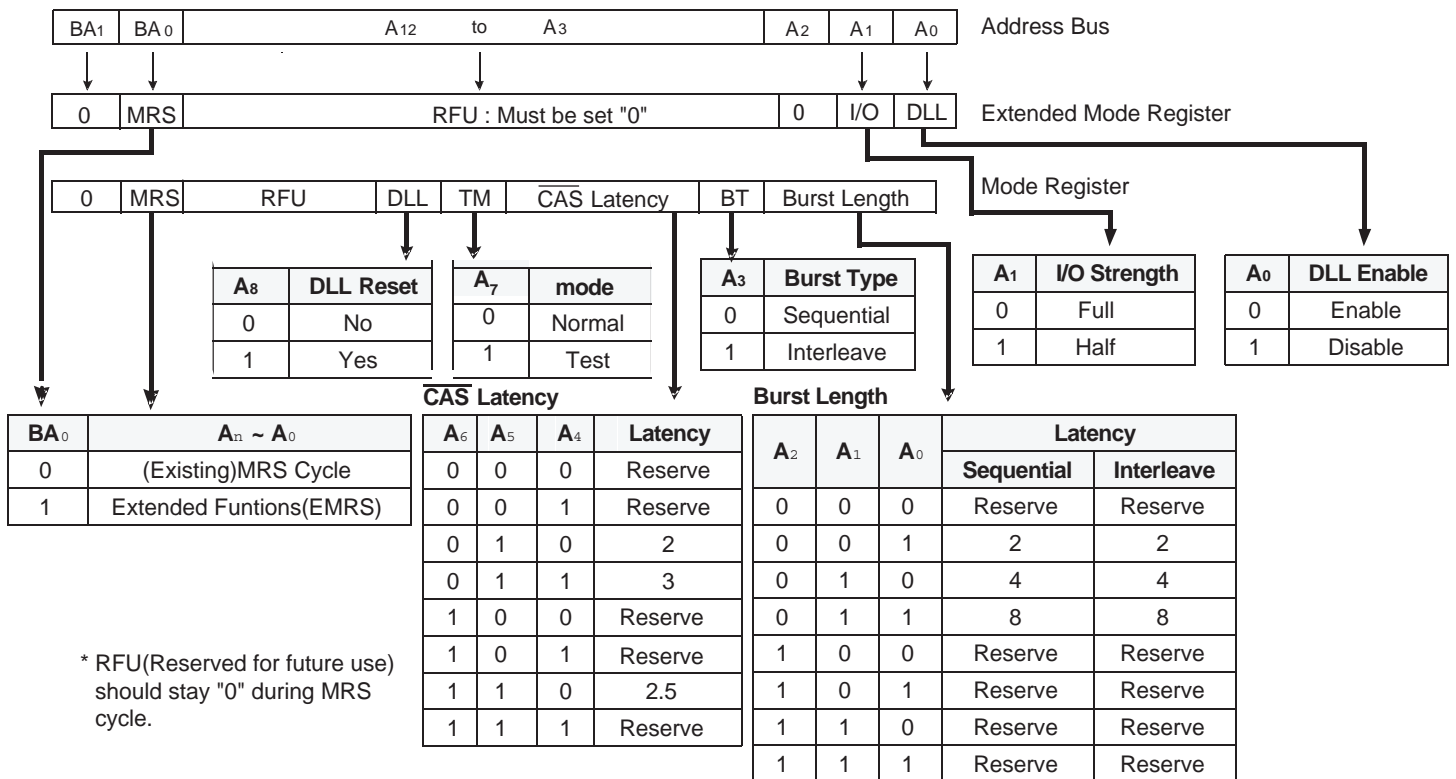 BA1 BA0 A12 to A3 A2 A1 A0 Address Bus
0 MRS RFU : Must be set "0" 0 I/O DLL Extended Mode Register
Mode Register
0 MRS RFU DLL TM CAS Latency BT Burst Length
A8 DLL Reset
0 No
1 Yes
A7 mode
0 Normal
1 Test
A3 Burst Type
0 Sequential
1 Interleave
A1 I/O Strength
0 Full
1 Half
A0 DLL Enable
0 Enable
1 Disable
BA0 An ~ A0
0 (Existing)MRS Cycle
1 Extended Funtions(EMRS)
* RFU(Reserved for future use)
should stay "0" during MRS
cycle.
CAS Latency
A6 A5 A4 Latency
0 0 0 Reserve
0 0 1 Reserve
0 1 0 2
0 1 1 3
1 0 0 Reserve
1 0 1 Reserve
1 1 0 2.5
1 1 1 Reserve
Burst Length
A2 A1 A0 Latency
Sequential Interleave
0 0 0 Reserve Reserve
0 0 1 2 2
0 1 0 4 4
0 1 1 8 8
1 0 0 Reserve Reserve
1 0 1 Reserve Reserve
1 1 0 Reserve Reserve
1 1 1 Reserve Reserve